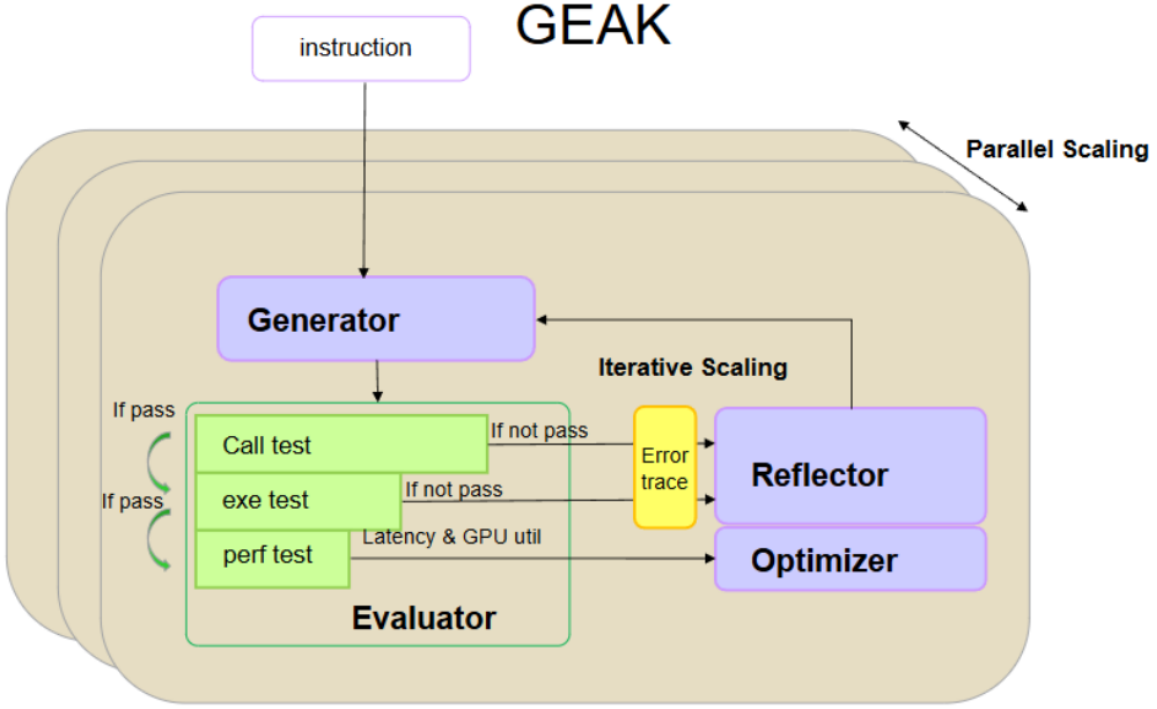 GEAK
instruction
Parallel Scaling
Generator
Iterative Scaling
If pass
Call test
If not pass
Error
trace
Reflector
If pass
exe test
If not pass
perf test
Latency & GPU util
Optimizer
Evaluator